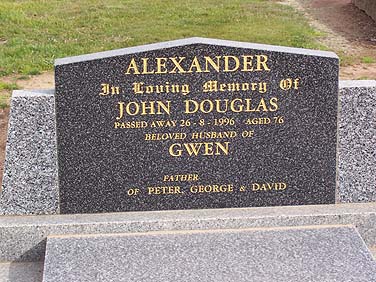 ALEXANDER
In Loving Memory Of
JOHN DOUGLAS
PASSED AWAY 26 - 8 - 1996 AGED 76
BELOVED HUSBAND OF
GWEN
FATHER
OF PETER, GEORGE & DAVID